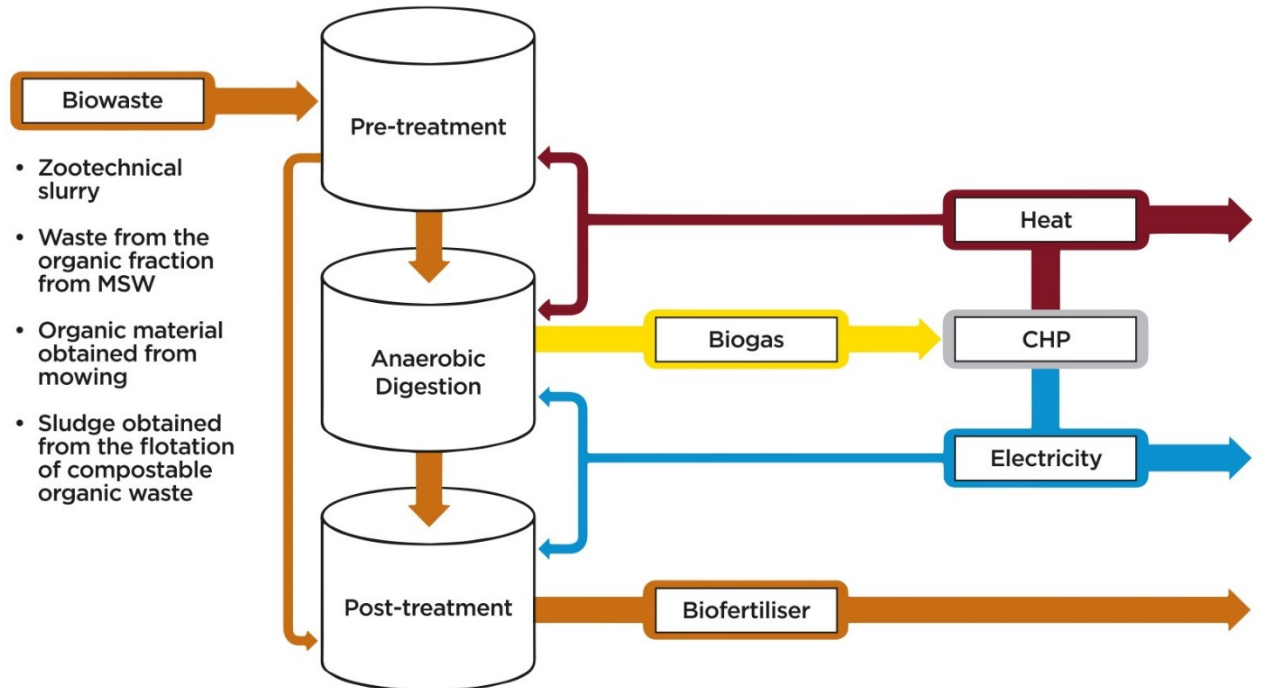 Biowaste
• Zootechnical
slurry
• Waste from the
organic fraction
from MSW
• Organic material
obtained from
mowing
• Sludge obtained
from the flotation
of compostable
organic waste
Pre-treatment
Anaerobic
Digestion
Post-treatment
Biogas
Heat
CHP
Electricity
Biofertiliser